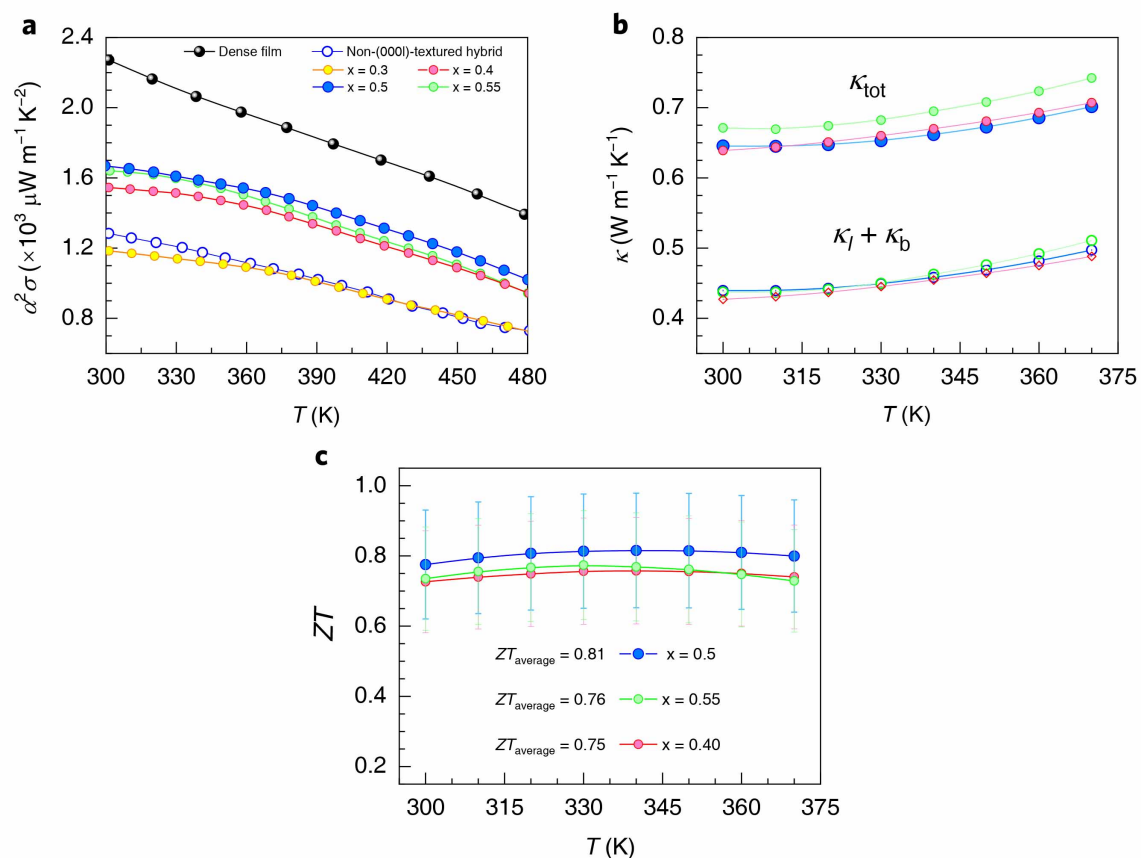 a
2.4
2.0
1.6
1.2
0.8
α²σ (×10³ μW m⁻¹ K⁻²)
Dense film
Non-(000l)-textured hybrid
x = 0.3
x = 0.4
x = 0.5
x = 0.55
300 330 360 390 420 450 480
T (K)
b
0.8
0.7
0.6
0.5
0.4
κ (W m⁻¹ K⁻¹)
κtot
κl + κb
300 315 330 345 360 375
T (K)
c
1.0
0.8
0.6
0.4
0.2
ZT
ZTaverage = 0.81 x = 0.5
ZTaverage = 0.76 x = 0.55
ZTaverage = 0.75 x = 0.40
300 315 330 345 360 375
T (K)